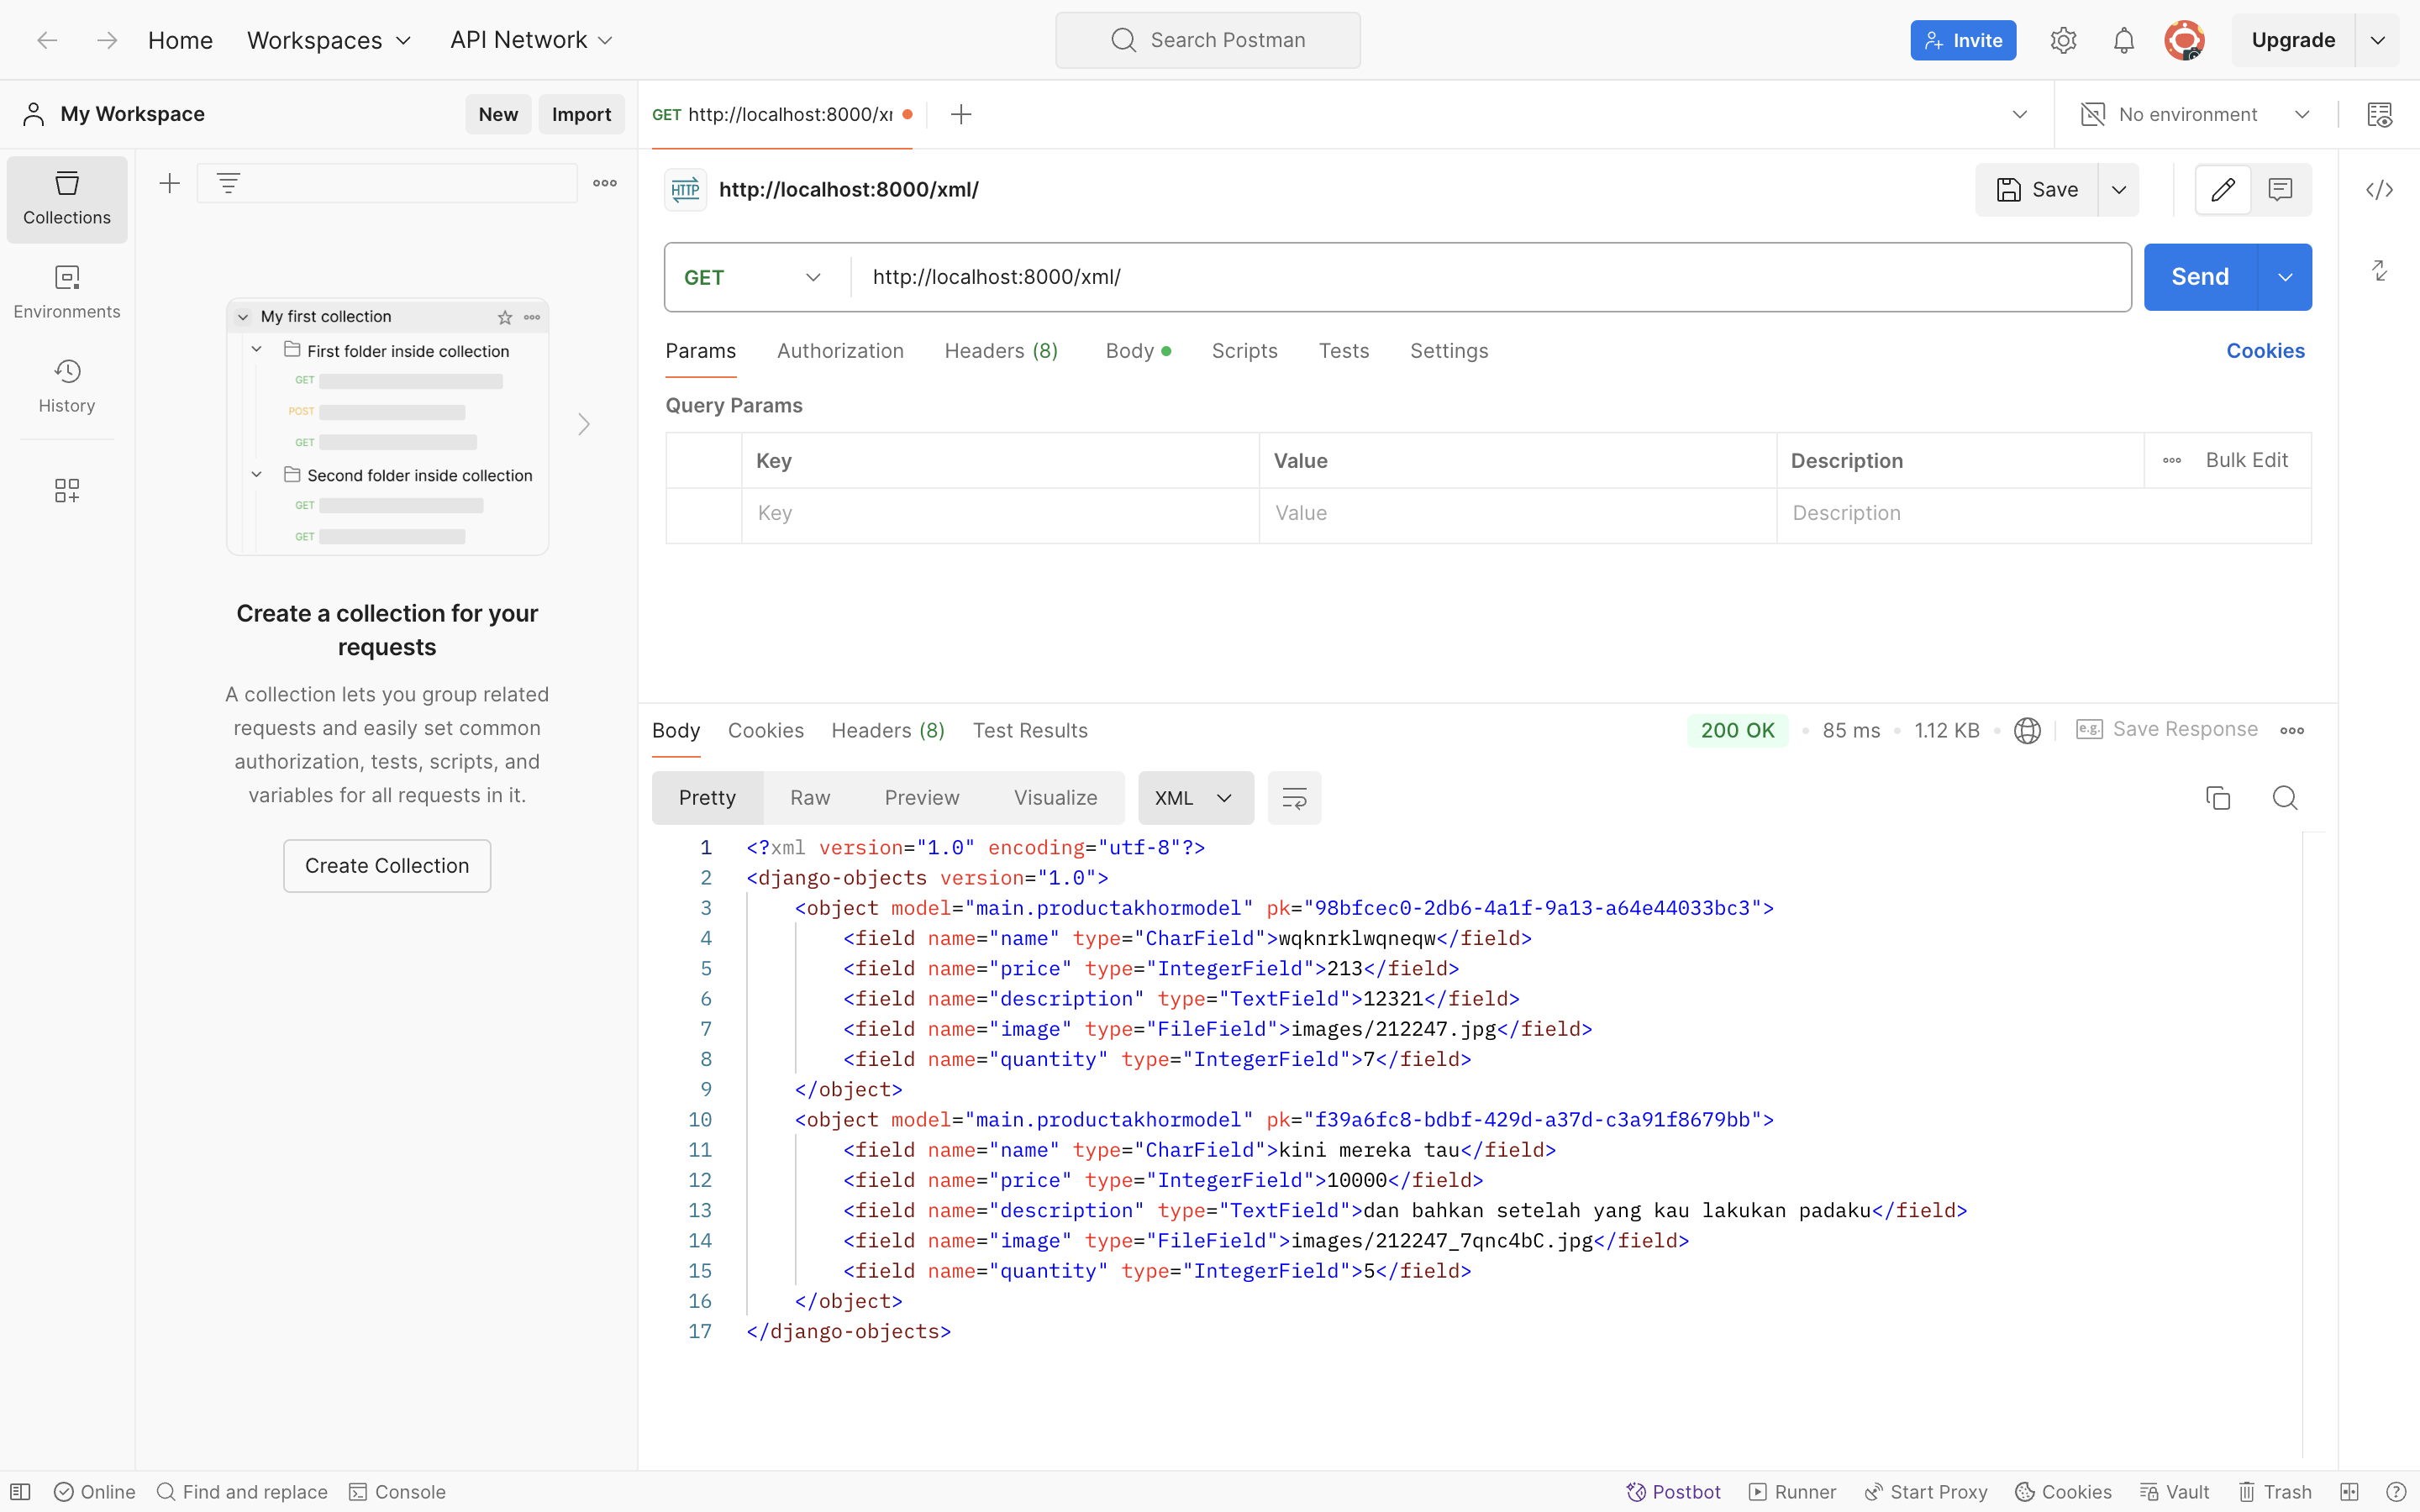 Home Workspaces API Network Search Postman Invite Upgrade
My Workspace New Import
GET http://localhost:8000/xr
No environment
Collections
Environments
History
My first collection
First folder inside collection
GET
POST
GET
Second folder inside collection
GET
GET
Create a collection for your
requests
A collection lets you group related
requests and easily set common
authorization, tests, scripts, and
variables for all requests in it.
Create Collection
HTTP http://localhost:8000/xml/ Save
GET http://localhost:8000/xml/ Send
Params Authorization Headers (8) Body Scripts Tests Settings Cookies
Query Params
Key Value Description Bulk Edit
Key Value Description
Body Cookies Headers (8) Test Results 200 OK 85 ms 1.12 KB e.g. Save Response
Pretty Raw Preview Visualize XML
1 <?xml version="1.0" encoding="utf-8"?>
2 <django-objects version="1.0">
3 <object model="main.productakhormodel" pk="98bfcec0-2db6-4a1f-9a13-a64e44033bc3">
4 <field name="name" type="CharField">wqknrklwqneqw</field>
5 <field name="price" type="IntegerField">213</field>
6 <field name="description" type="TextField">12321</field>
7 <field name="image" type="FileField">images/212247.jpg</field>
8 <field name="quantity" type="IntegerField">7</field>
9 </object>
10 <object model="main.productakhormodel" pk="f39a6fc8-bdbf-429d-a37d-c3a91f8679bb">
11 <field name="name" type="CharField">kini mereka tau</field>
12 <field name="price" type="IntegerField">10000</field>
13 <field name="description" type="TextField">dan bahkan setelah yang kau lakukan padaku</field>
14 <field name="image" type="FileField">images/212247_7qnc4bC.jpg</field>
15 <field name="quantity" type="IntegerField">5</field>
16 </object>
17 </django-objects>
Online Find and replace Console Postbot Runner Start Proxy Cookies Vault Trash